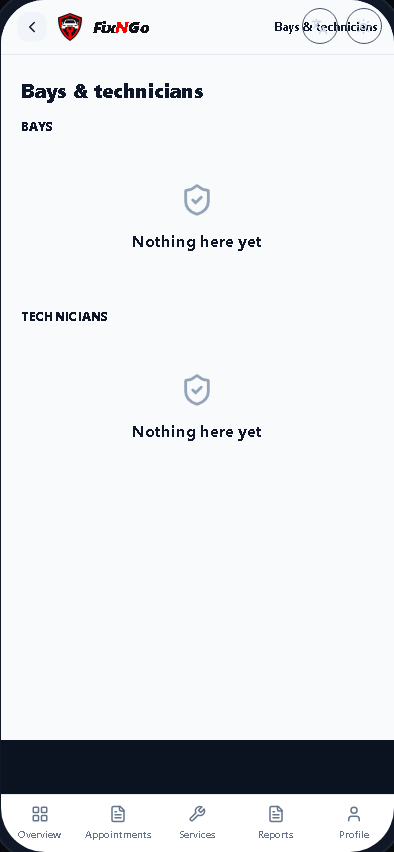 FixNGo
Bays & technicians
Bays & technicians
BAYS
Nothing here yet
TECHNICIANS
Nothing here yet
Overview
Appointments
Services
Reports
Profile